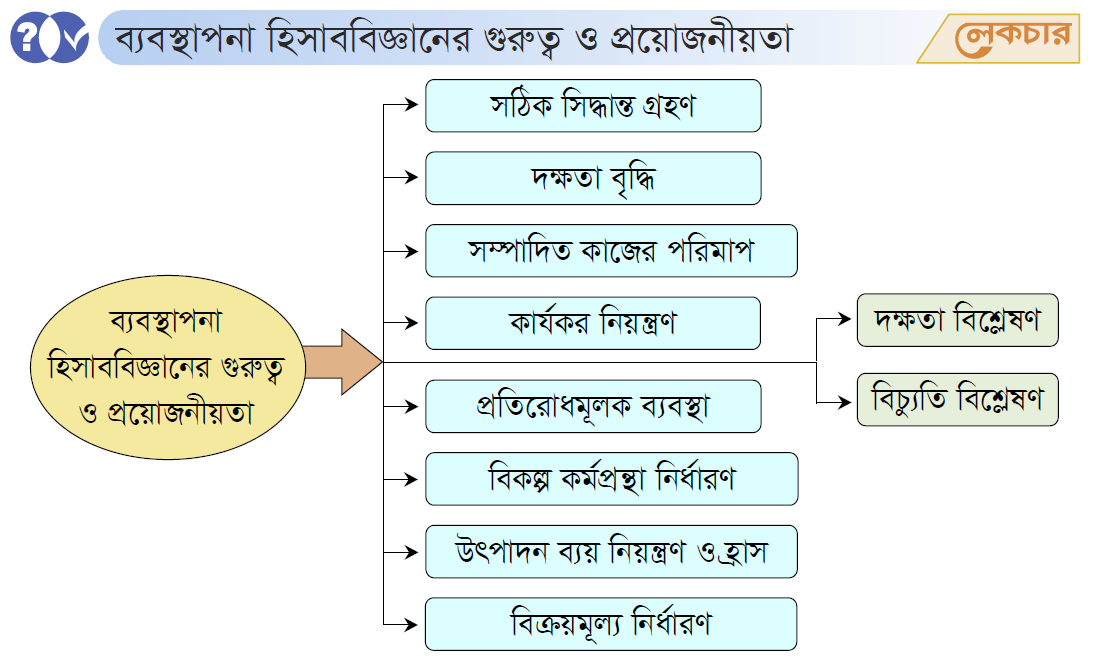 ব্যবস্থাপনা হিসাববিজ্ঞানের গুরুত্ব ও প্রয়োজনীয়তা
লেকচার
সঠিক সিদ্ধান্ত গ্রহণ
দক্ষতা বৃদ্ধি
সম্পাদিত কাজের পরিমাপ
কার্যকর নিয়ন্ত্রণ
ব্যবস্থাপনা
হিসাববিজ্ঞানের গুরুত্ব
ও প্রয়োজনীয়তা
দক্ষতা বিশ্লেষণ
বিচ্যুতি বিশ্লেষণ
প্রতিরোধমূলক ব্যবস্থা
বিকল্প কর্মপ্রন্থা নির্ধারণ
উৎপাদন ব্যয় নিয়ন্ত্রণ ও হ্রাস
বিক্রয়মূল্য নির্ধারণ